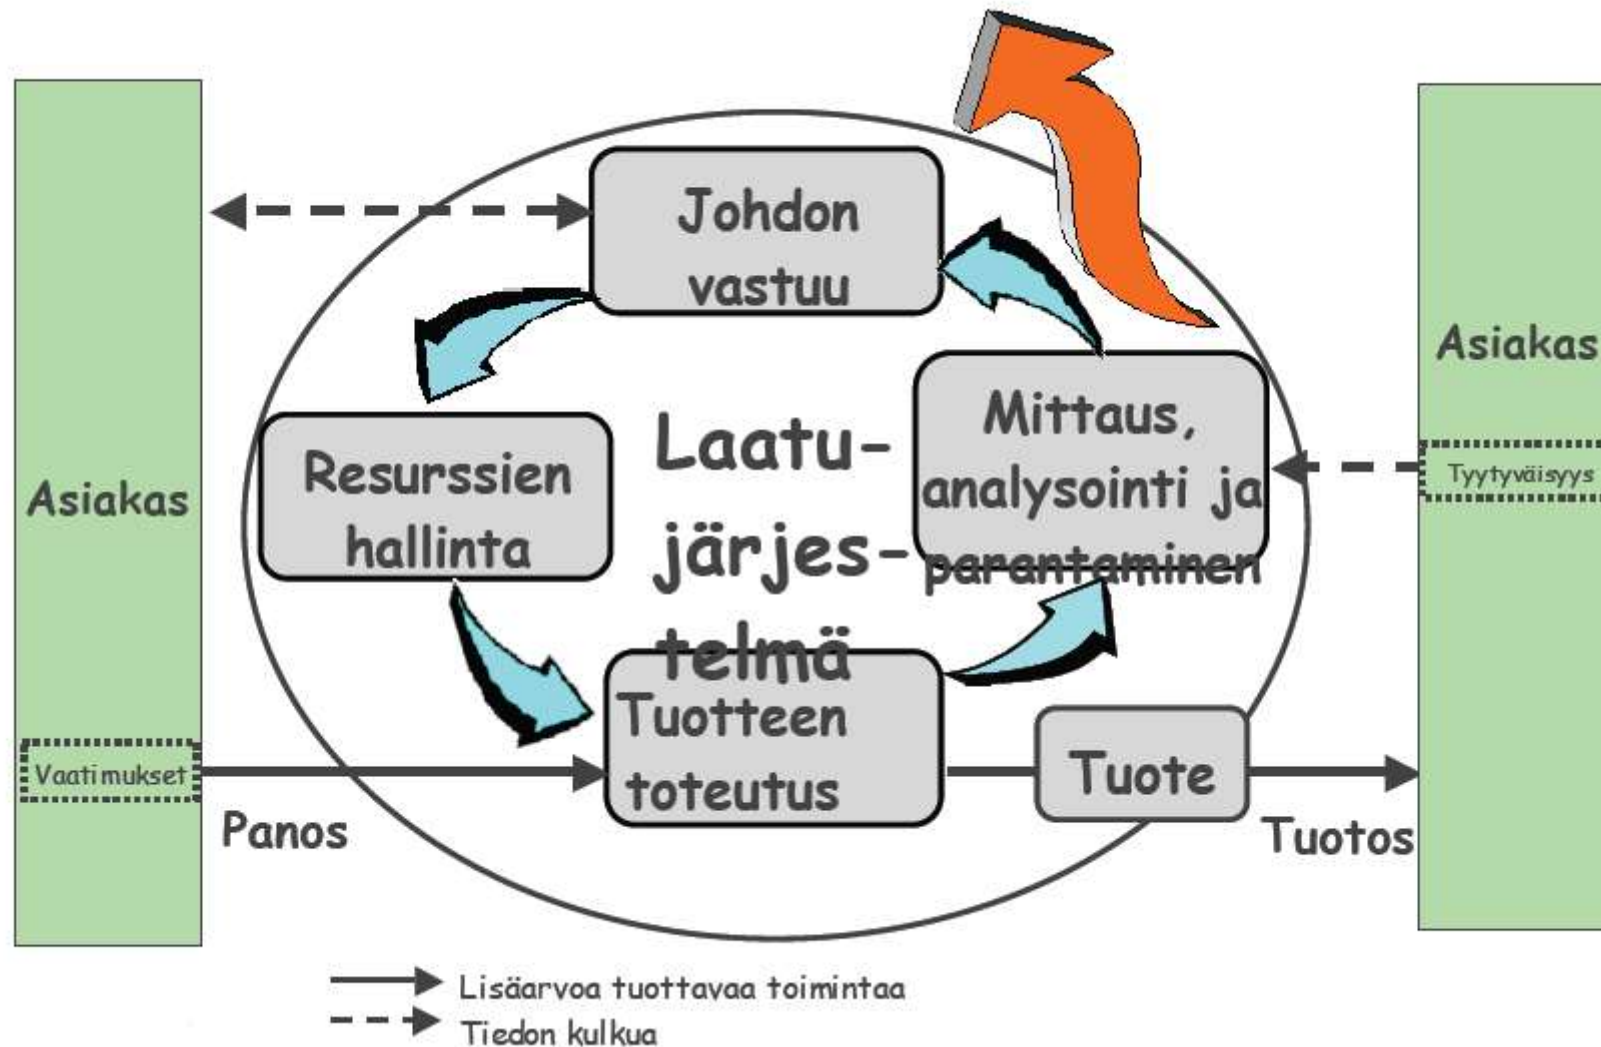 Johdon
vastuu
Asiakas
Vaatimukset
Panos
Resurssien
hallinta
Laatu-
järjes-
telmä
Mittaus,
analysointi ja
parantaminen
Tuotteen
toteutus
Tuote
Tuotos
Asiakas
Tyytyväisyys
Lisäarvoa tuottavaa toimintaa
Tiedon kulkua